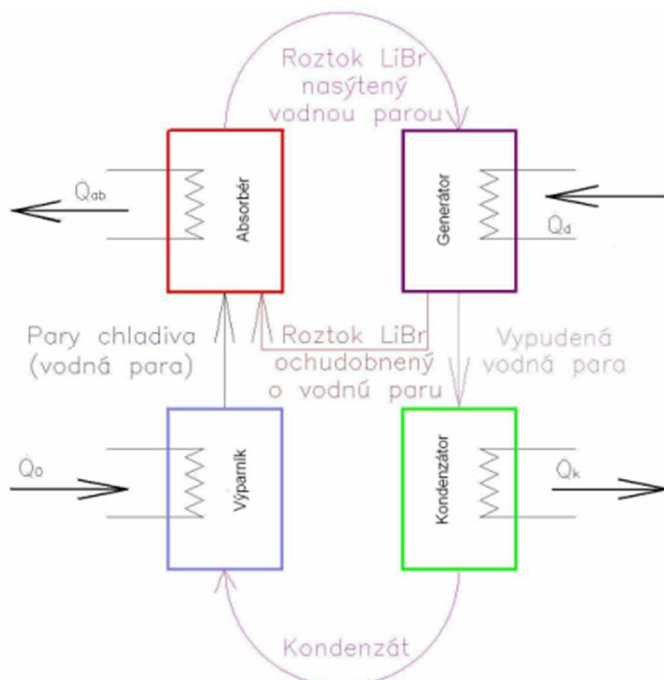 Roztok LiBr
nasýtený
vodnou parou
Q̇ab
Absorbér
Generátor
Q̇d
Pary chladiva
(vodná para)
Roztok LiBr
ochudobnený
o vodnú paru
Vypudená
vodná para
Q̇o
Výparník
Kondenzátor
Q̇k
Kondenzát